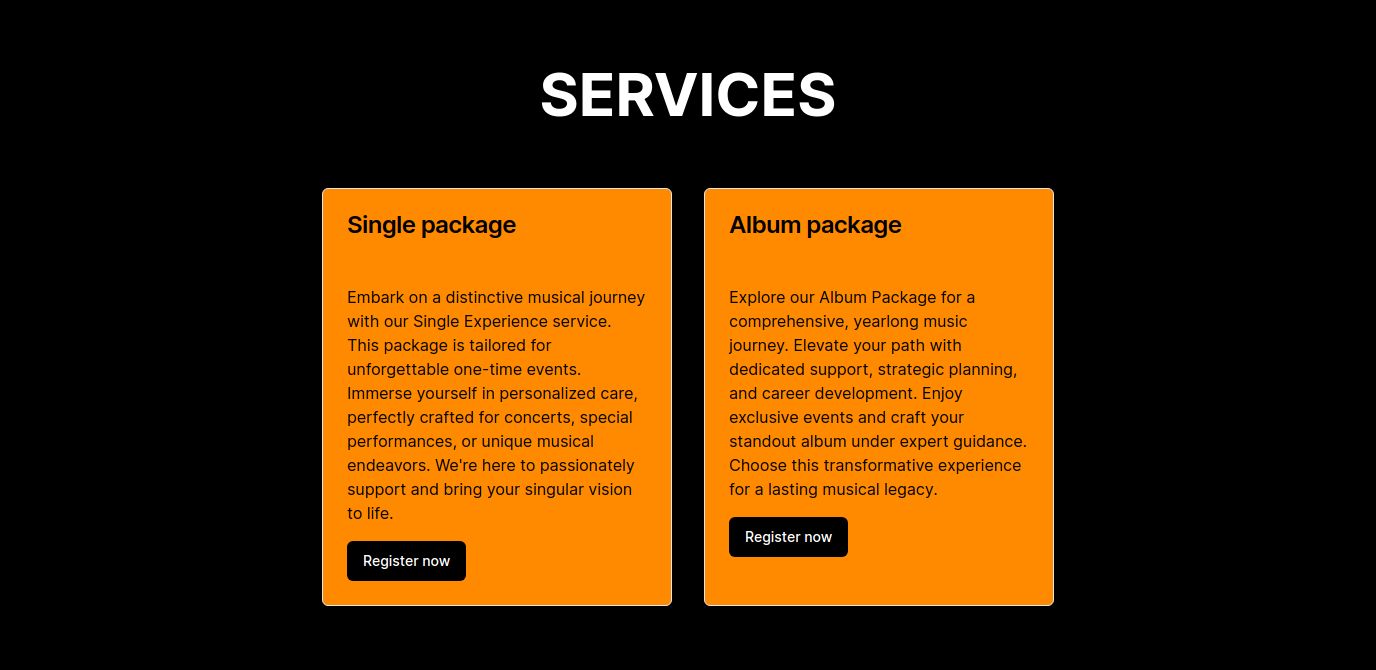 SERVICES
Single package
Embark on a distinctive musical journey
with our Single Experience service.
This package is tailored for
unforgettable one-time events.
Immerse yourself in personalized care,
perfectly crafted for concerts, special
performances, or unique musical
endeavors. We're here to passionately
support and bring your singular vision
to life.
Register now
Album package
Explore our Album Package for a
comprehensive, yearlong music
journey. Elevate your path with
dedicated support, strategic planning,
and career development. Enjoy
exclusive events and craft your
standout album under expert guidance.
Choose this transformative experience
for a lasting musical legacy.
Register now